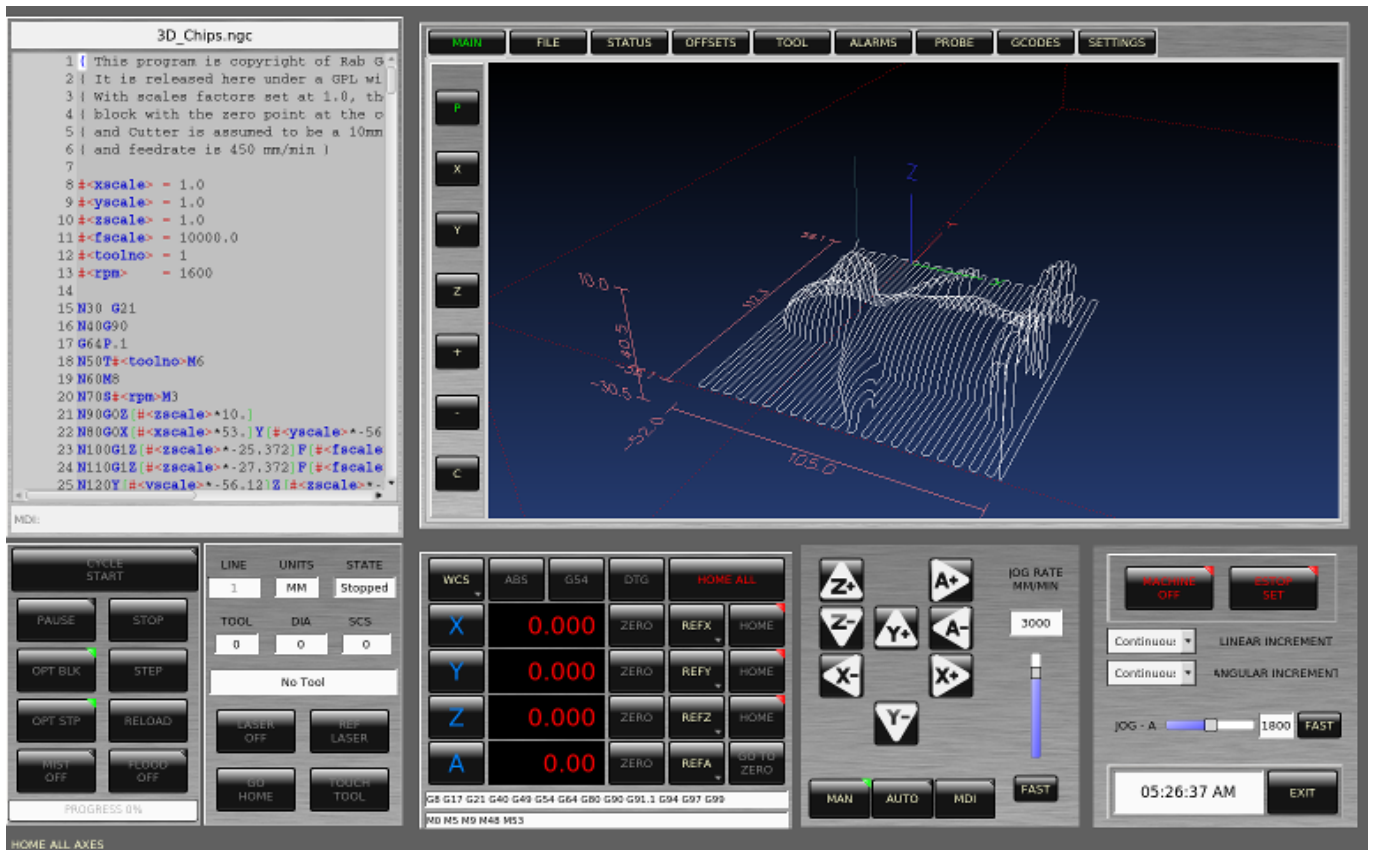 3D_Chips.ngc
1 ( This program is copyright of Rab G
2 ( It is released here under a GPL wi
3 ( With scales factors set at 1.0, th
4 ( block with the zero point at the c
5 ( and Cutter is assumed to be a 10mm
6 ( and feedrate is 450 mm/min )
7
8 #<xscale> = 1.0
9 #<yscale> = 1.0
10 #<zscale> = 1.0
11 #<fscale> = 10000.0
12 #<toolno> = 1
13 #<rpm> = 1600
14
15 N30 G21
16 N40G90
17 G64P.1
18 N50T#<toolno>M6
19 N60M8
20 N70S#<rpm>M3
21 N90G0Z[#<zscale>*10.]
22 N80G0X[#<xscale>*53.]Y[#<yscale>*-56
23 N100G1Z[#<zscale>*-25.372]F[#<fscale
24 N110G1Z[#<zscale>*-27.372]F[#<fscale
25 N120Y[#<yscale>*-56.12]Z[#<zscale>*-
MDI:
MAIN FILE STATUS OFFSETS TOOL ALARMS PROBE GCODES SETTINGS
P
X
Y
Z
+
-
C
Z
10.0
40.5
-30.5
-52.0
105.0
CYCLE
START
PAUSE STOP
OPT BLK STEP
OPT STP RELOAD
MIST
OFF
FLOOD
OFF
PROGRESS 0%
LINE UNITS STATE
1 MM Stopped
TOOL DIA SCS
0 0 0
No Tool
LASER
OFF
REF
LASER
GO
HOME
TOUCH
TOOL
WCS ABS G54 DTG HOME ALL
X 0.000 ZERO REFX HOME
Y 0.000 ZERO REFY HOME
Z 0.000 ZERO REFZ HOME
A 0.00 ZERO REFA GO TO
ZERO
G8 G17 G21 G40 G49 G54 G64 G80 G90 G91.1 G94 G97 G99
M0 M5 M9 M48 M53
Z+ A+
Z- Y+ A-
X- X+
Y-
JOG RATE
MM/MIN
3000
FAST
MAN AUTO MDI
MACHINE
OFF
ESTOP
SET
Continuou: LINEAR INCREMENT
Continuou: ANGULAR INCREMENT
JOG - A 1800 FAST
05:26:37 AM EXIT
HOME ALL AXES